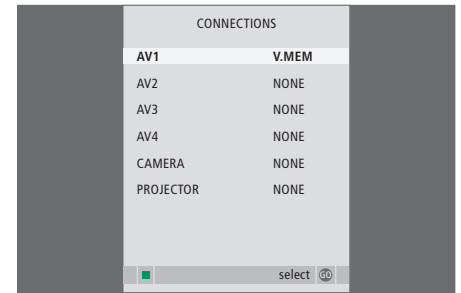 CONNECTIONS
AV1 V.MEM
AV2 NONE
AV3 NONE
AV4 NONE
CAMERA NONE
PROJECTOR NONE
select GO